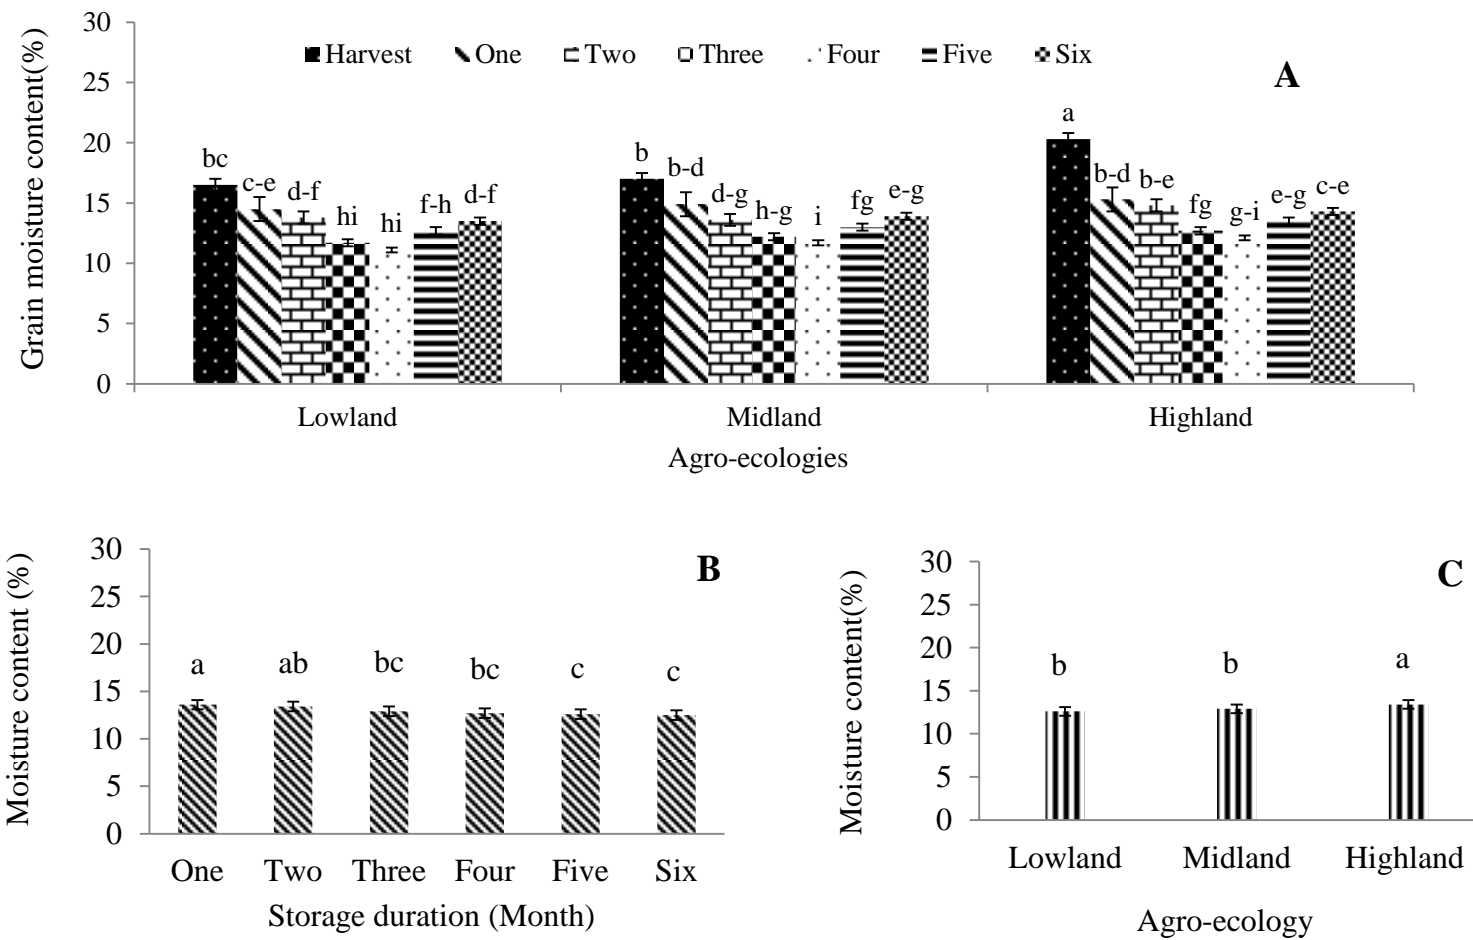 30
25
20
15
10
5
0
Grain moisture content(%)
Harvest One Two Three Four Five Six
A
bc c-e d-f hi hi f-h d-f
b b-d d-g h-g i fg e-g
a b-d b-e fg g-i e-g c-e
Lowland Midland Highland
Agro-ecologies
30
25
20
15
10
5
0
Moisture content (%)
B
a ab bc bc c c
One Two Three Four Five Six
Storage duration (Month)
30
25
20
15
10
5
0
Moisture content(%)
C
b b a
Lowland Midland Highland
Agro-ecology